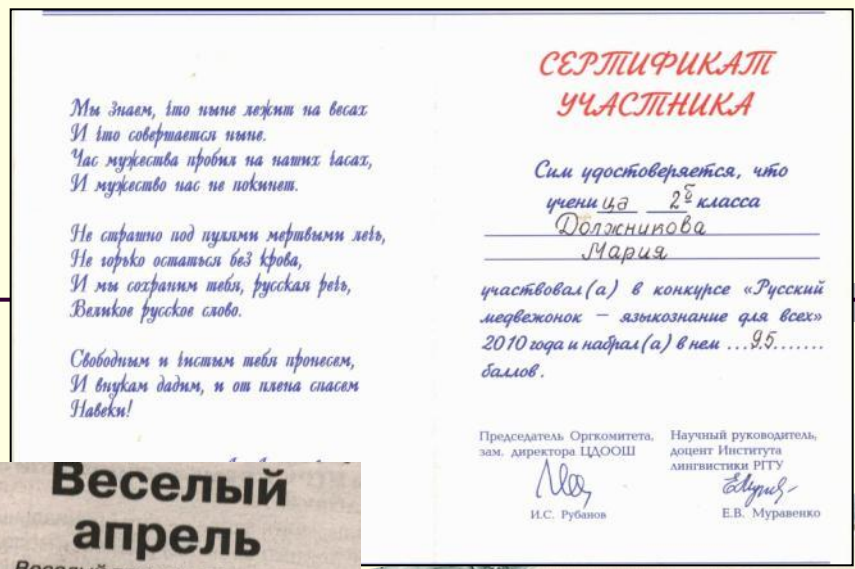 Мы знаем, что ныне лежит на весах
И что совершается ныне.
Час мужества пробил на наших часах,
И мужество нас не покинет.
Не страшно под пулями мертвыми лечь,
Не горько остаться без крова,
И мы сохраним тебя, русская речь,
Великое русское слово.
Свободным и чистым тебя пронесем,
И внукам дадим, и от плена спасем
Навеки!
СЕРТИФИКАТ
УЧАСТНИКА
Сим удостоверяется, что
ученица 2б класса
Должникова
Мария
участвовал(а) в конкурсе «Русский
медвежонок – языкознание для всех»
2010 года и набрал(а) в нем ...95.......
баллов.
Председатель Оргкомитета,
зам. директора ЦДООШ
И.С. Рубанов
Научный руководитель,
доцент Института
лингвистики РГГУ
Е.В. Муравенко
Веселый
апрель
Веселый